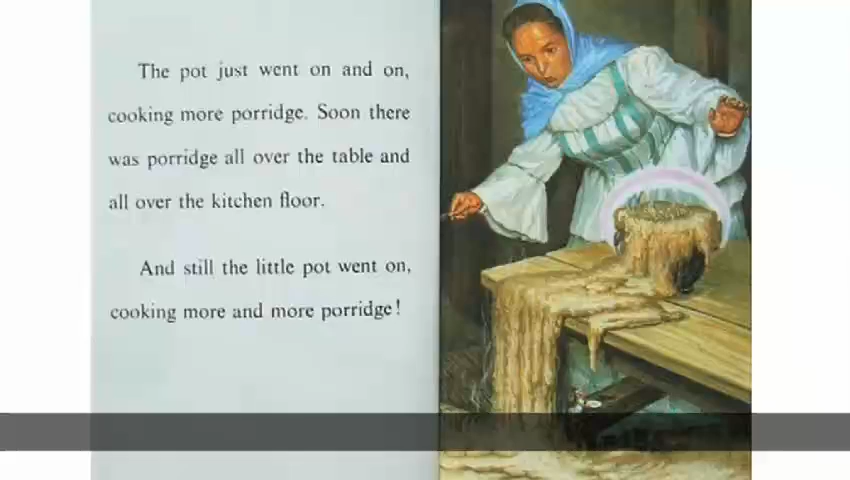 The pot just went on and on,
cooking more porridge. Soon there
was porridge all over the table and
all over the kitchen floor.
And still the little pot went on,
cooking more and more porridge!